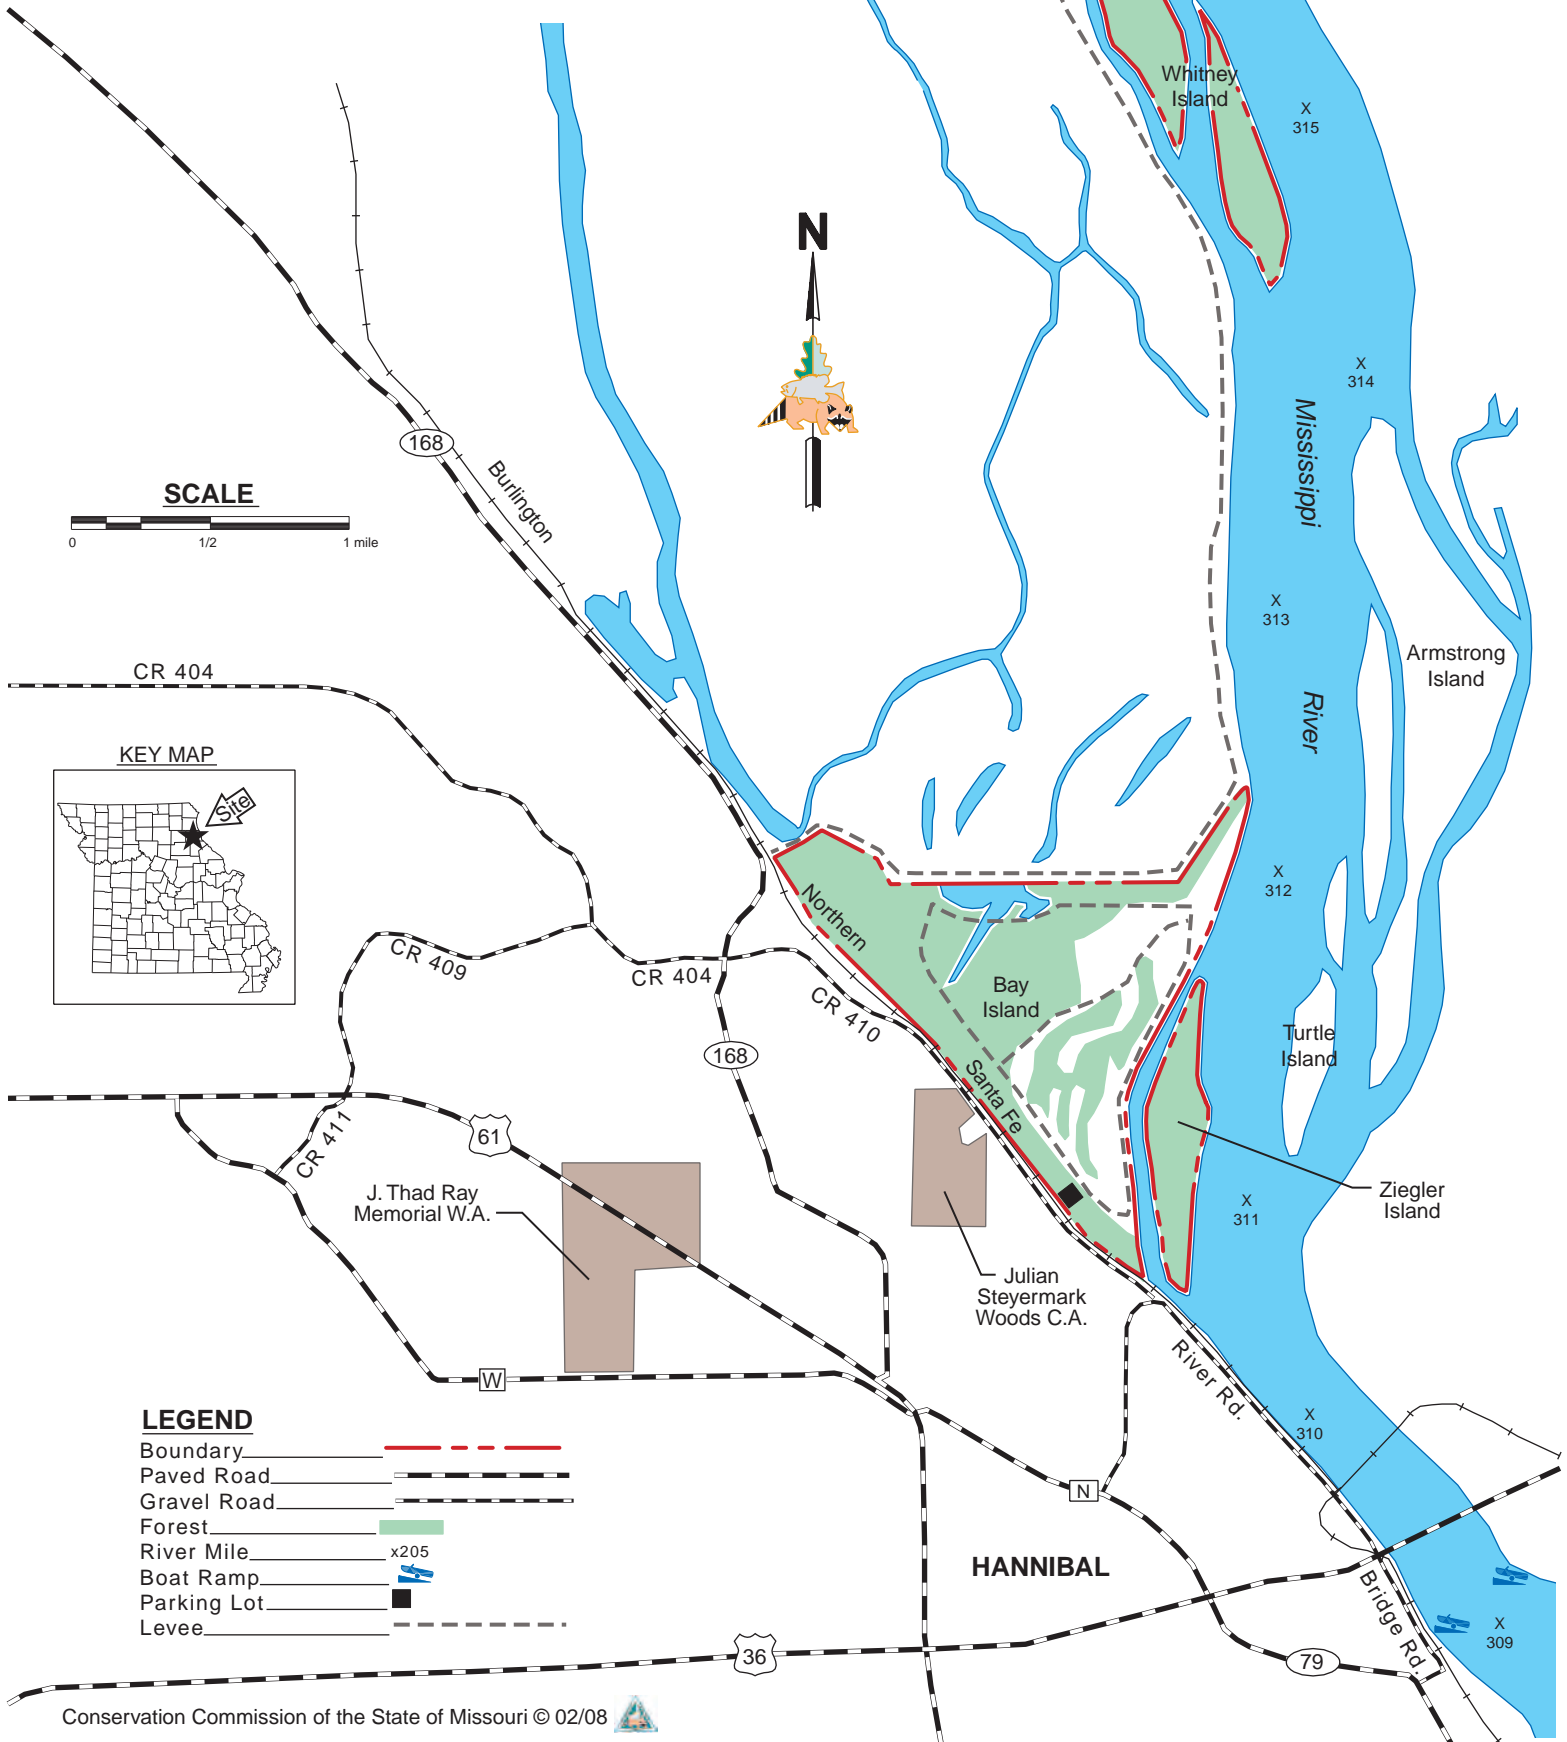 Whitney
Island
X
315
N
X
314
168
Mississippi
Burlington
SCALE
0
1/2
1 mile
X
313
Armstrong
Island
CR 404
River
KEY MAP
Site
X
312
Northern
CR 409
CR 404
CR 410
Bay
Island
Turtle
Island
168
Santa Fe
CR 411
61
J. Thad Ray
Memorial W.A.
Ziegler
Island
X
311
Julian
Steyermark
Woods C.A.
W
River Rd.
LEGEND
Boundary
Paved Road
Gravel Road
Forest
River Mile x205
Boat Ramp
Parking Lot
Levee
X
310
N
HANNIBAL
Bridge Rd.
X
309
36
79
Conservation Commission of the State of Missouri © 02/08